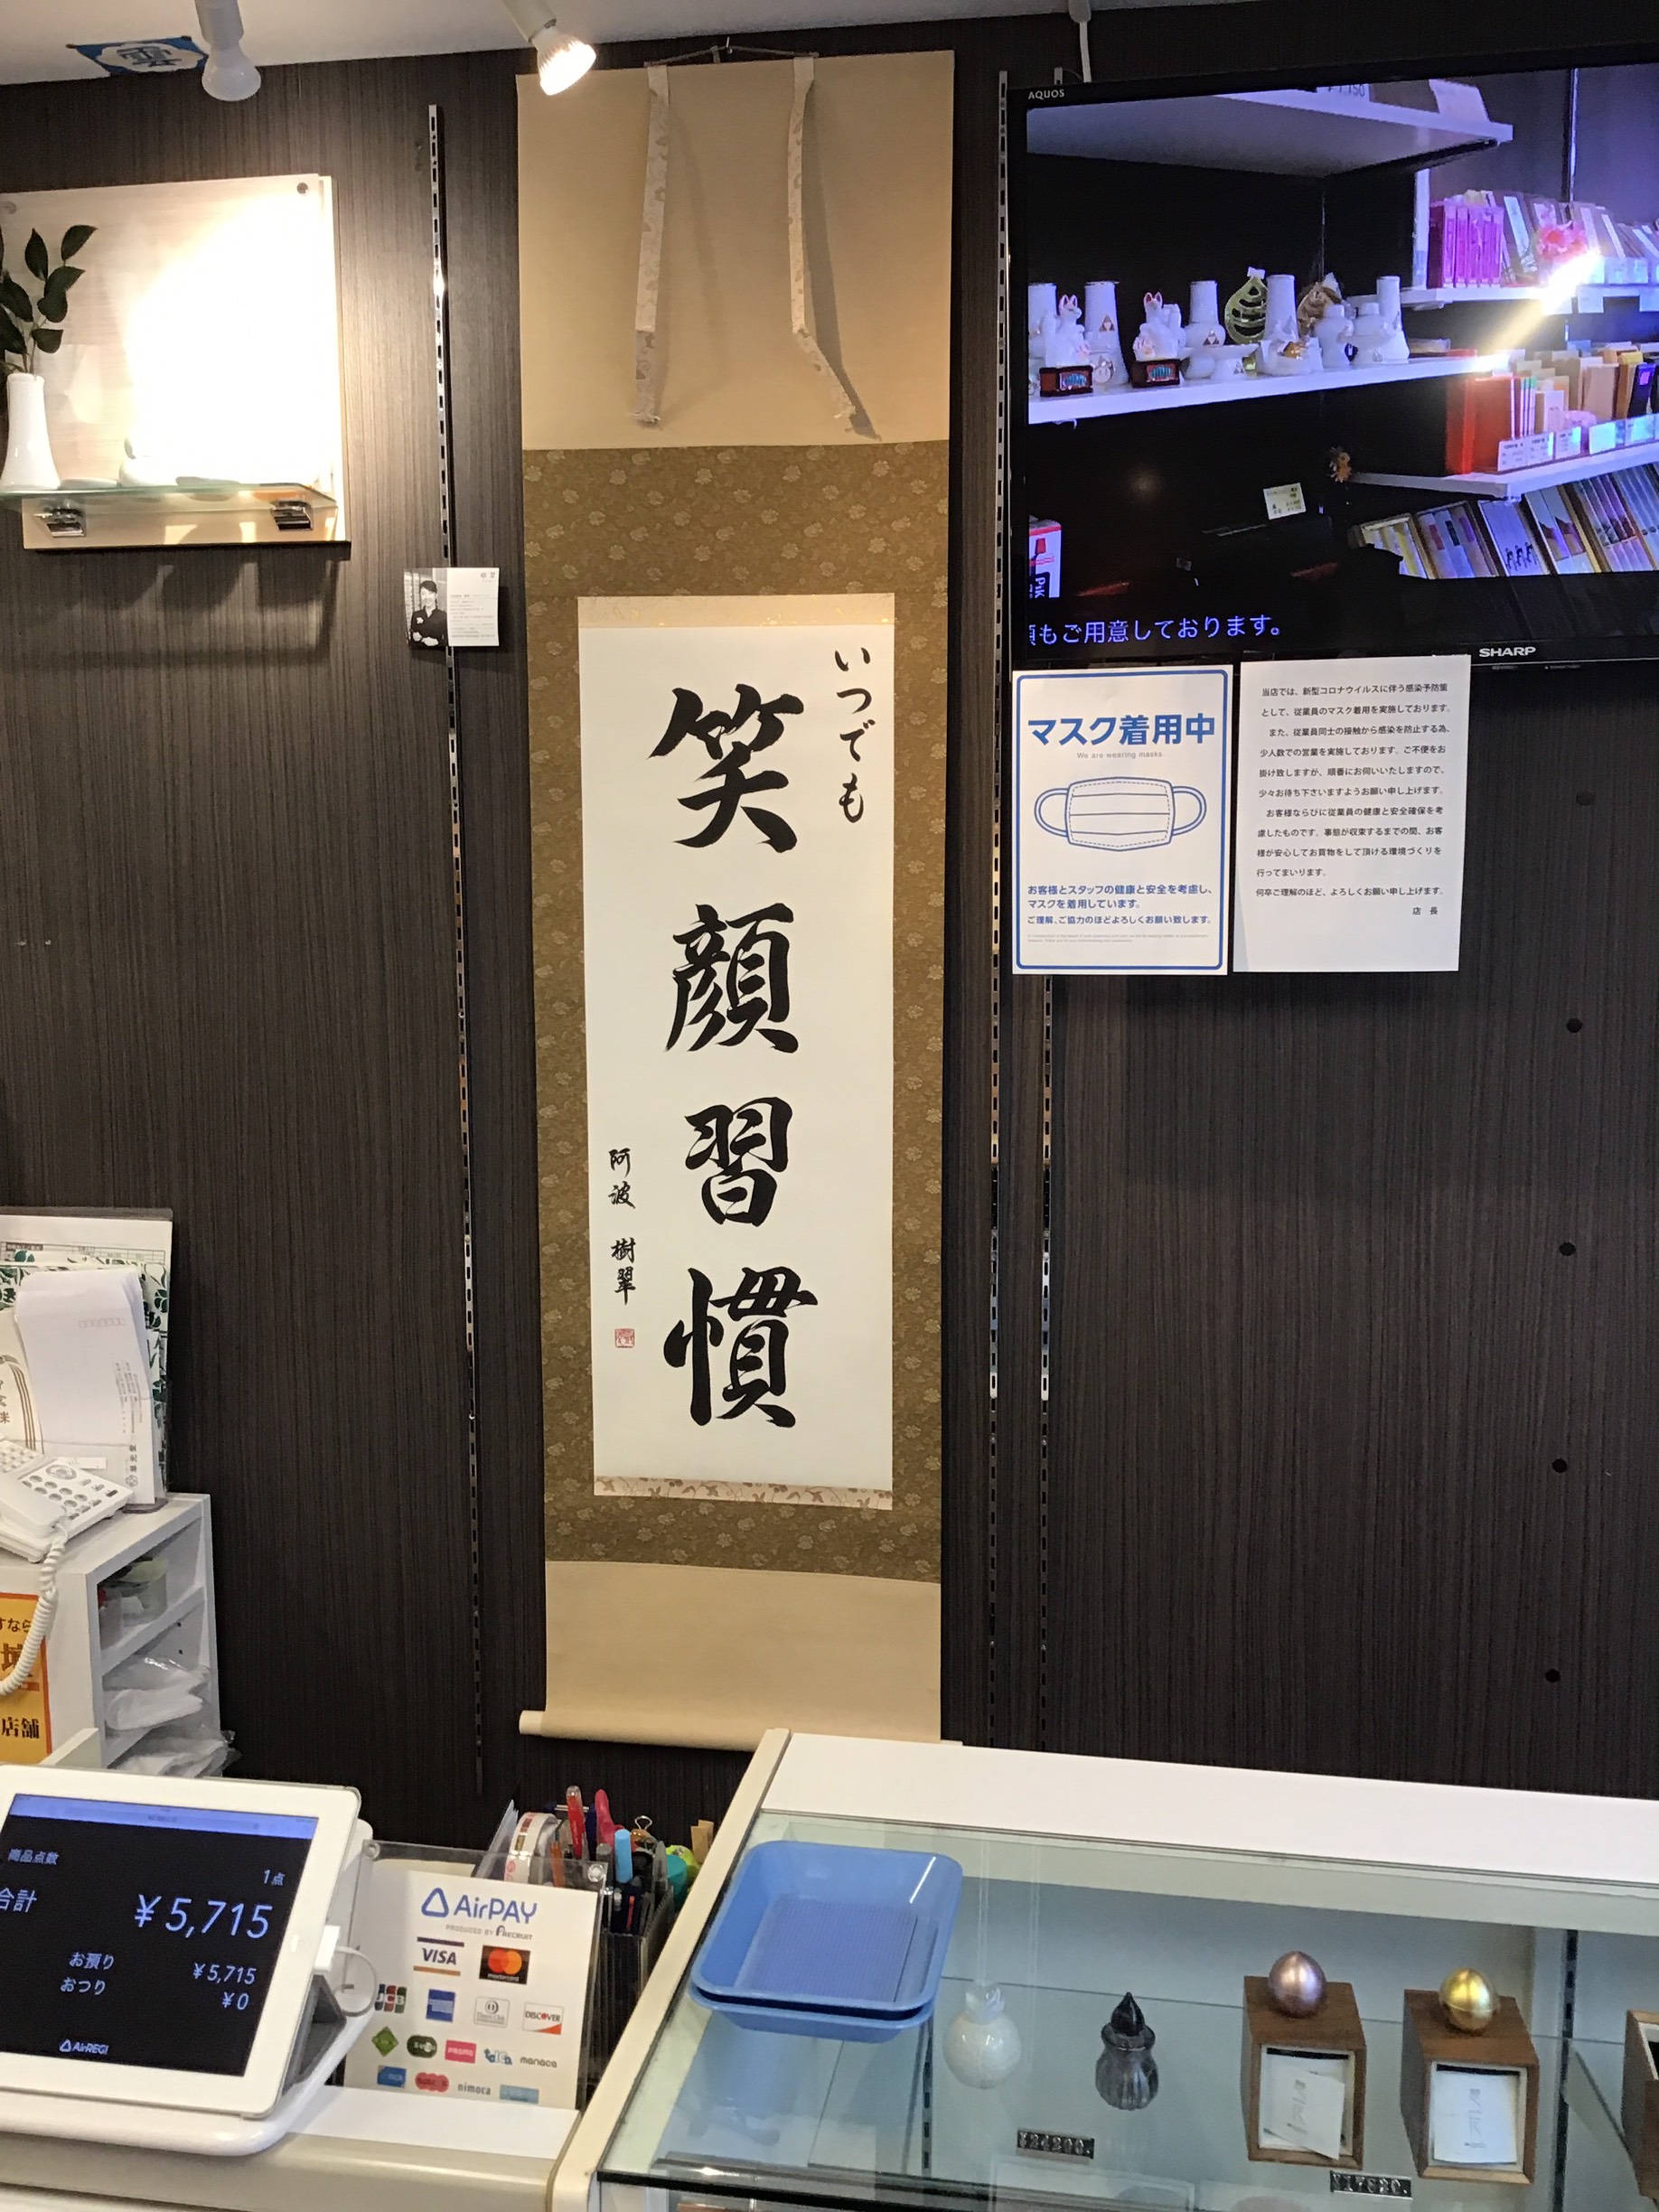 AQUOS
もご用意しております。
SHARP
いつでも
笑顔習慣
阿波 樹翠
マスク着用中
We are wearing masks.
お客様とスタッフの健康と安全を考慮し、
マスクを着用しています。
ご理解、ご協力のほどよろしくお願い致します。
当店では、新型コロナウイルスに伴う感染予防策
として、従業員のマスク着用を実施しております。
また、従業員同士の接触から感染を防止する為、
少人数での営業を実施しております。ご不便をお
掛け致しますが、順番にお伺いいたしますので、
少々お待ち下さいますようお願い申し上げます。
お客様ならびに従業員の健康と安全確保を考
慮したものです。事態が収束するまでの間、お客
様が安心してお買物をして頂ける環境づくりを
行ってまいります。
何卒ご理解のほど、よろしくお願い申し上げます。
店 長
すなら
店舗
商品点数
1点
合計
¥5,715
お預り
¥5,715
おつり
¥0
AirREGI
AirPAY
PRODUCED BY RECRUIT
VISA
mastercard
JCB
DISCOVER
manaca
nimoca